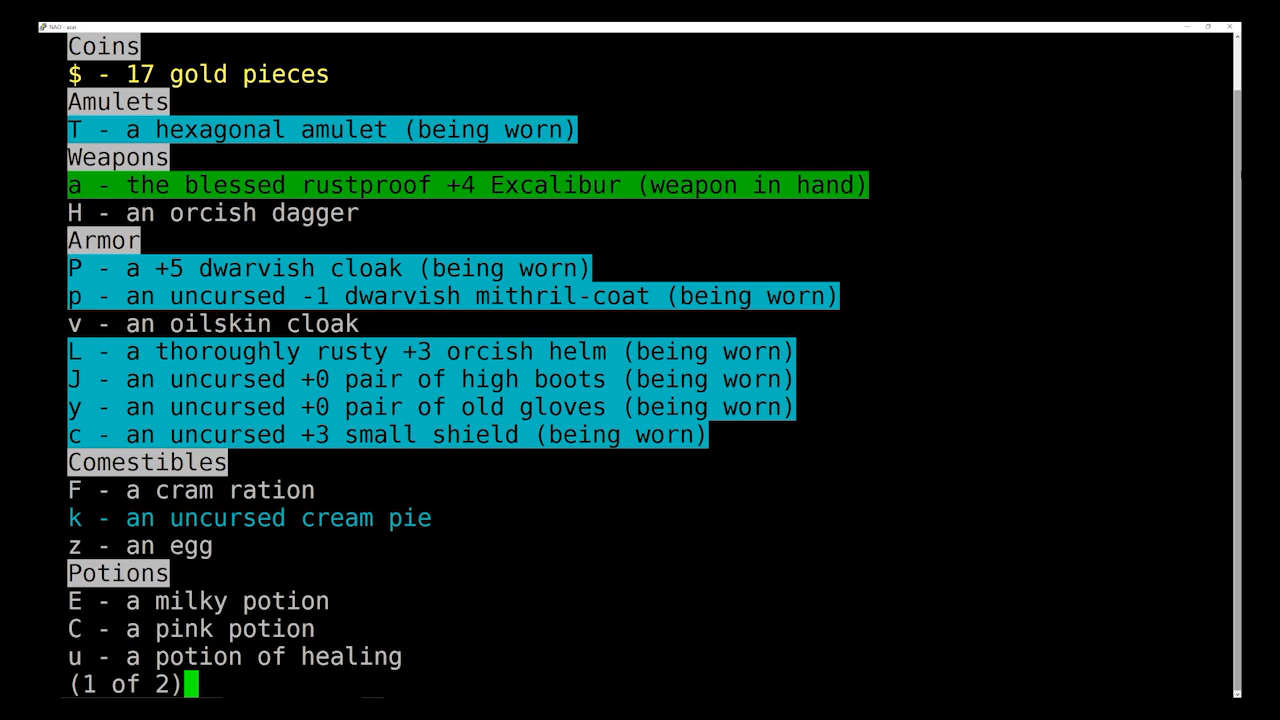 NAO - azar
Coins
$ - 17 gold pieces
Amulets
T - a hexagonal amulet (being worn)
Weapons
a - the blessed rustproof +4 Excalibur (weapon in hand)
H - an orcish dagger
Armor
P - a +5 dwarvish cloak (being worn)
p - an uncursed -1 dwarvish mithril-coat (being worn)
v - an oilskin cloak
L - a thoroughly rusty +3 orcish helm (being worn)
J - an uncursed +0 pair of high boots (being worn)
y - an uncursed +0 pair of old gloves (being worn)
c - an uncursed +3 small shield (being worn)
Comestibles
F - a cram ration
k - an uncursed cream pie
z - an egg
Potions
E - a milky potion
C - a pink potion
u - a potion of healing
(1 of 2)